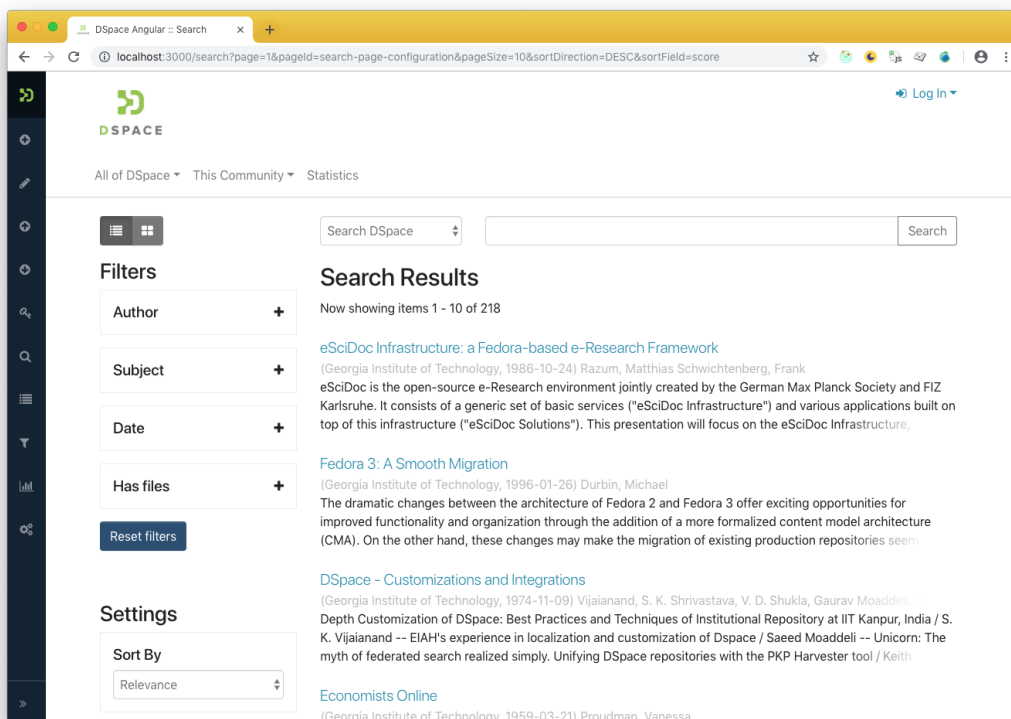 DSpace Angular :: Search
localhost:3000/search?page=1&pageId=search-page-configuration&pageSize=10&sortDirection=DESC&sortField=score
DSPACE
Log In
All of DSpace This Community Statistics
Search DSpace
Search
Filters
Author
Subject
Date
Has files
Reset filters
Settings
Sort By
Relevance
Search Results
Now showing items 1 - 10 of 218
eSciDoc Infrastructure: a Fedora-based e-Research Framework
(Georgia Institute of Technology, 1986-10-24) Razum, Matthias Schwichtenberg, Frank
eSciDoc is the open-source e-Research environment jointly created by the German Max Planck Society and FIZ
Karlsruhe. It consists of a generic set of basic services ("eSciDoc Infrastructure") and various applications built on
top of this infrastructure ("eSciDoc Solutions"). This presentation will focus on the eSciDoc Infrastructure,
Fedora 3: A Smooth Migration
(Georgia Institute of Technology, 1996-01-26) Durbin, Michael
The dramatic changes between the architecture of Fedora 2 and Fedora 3 offer exciting opportunities for
improved functionality and organization through the addition of a more formalized content model architecture
(CMA). On the other hand, these changes may make the migration of existing production repositories seem
DSpace - Customizations and Integrations
(Georgia Institute of Technology, 1974-11-09) Vijaianand, S. K. Shrivastava, V. D. Shukla, Gaurav Moaddeli,
Depth Customization of DSpace: Best Practices and Techniques of Institutional Repository at IIT Kanpur, India / S.
K. Vijaianand -- EIAH's experience in localization and customization of Dspace / Saeed Moaddeli -- Unicorn: The
myth of federated search realized simply. Unifying DSpace repositories with the PKP Harvester tool / Keith
Economists Online
(Georgia Institute of Technology, 1959-03-21) Proudman, Vanessa